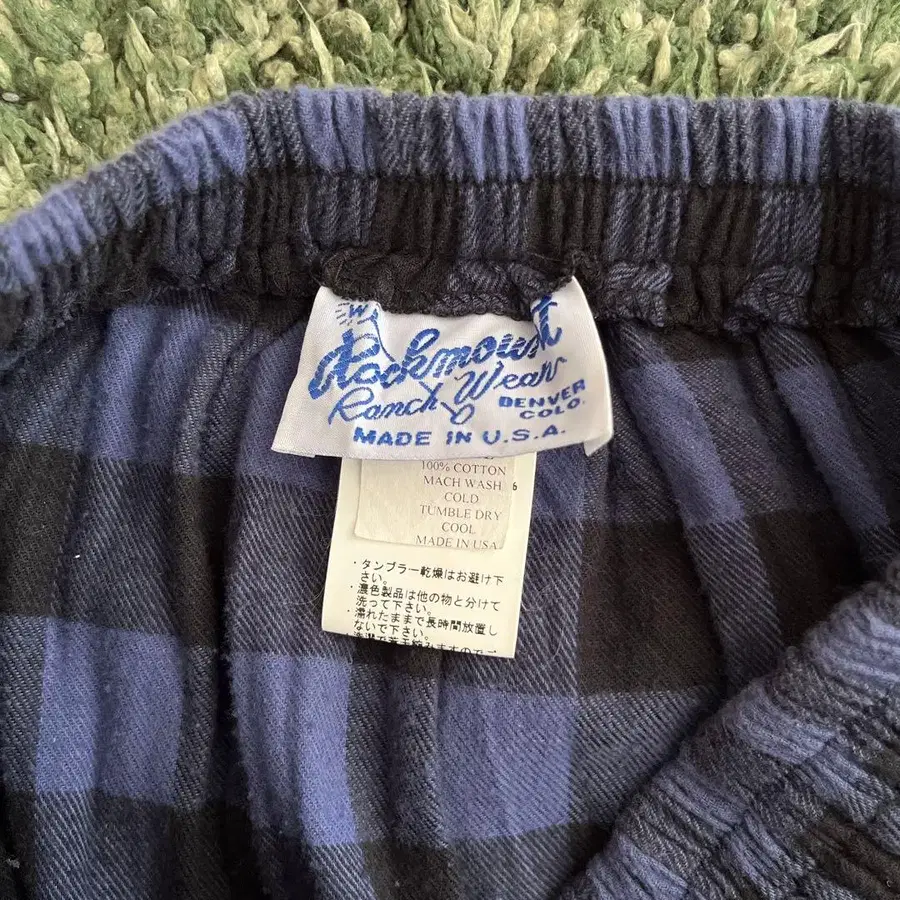 W
Rockmount
Ranch Wear
DENVER
COLO.
MADE IN U.S.A.
100% COTTON
MACH WASH
COLD
TUMBLE DRY
COOL
MADE IN USA
%
・タンブラー乾燥はお避け下
さい。
・濃色製品は他の物と分けて
洗って下さい。
・濡れたままで長時間放置し
ないで下さい。